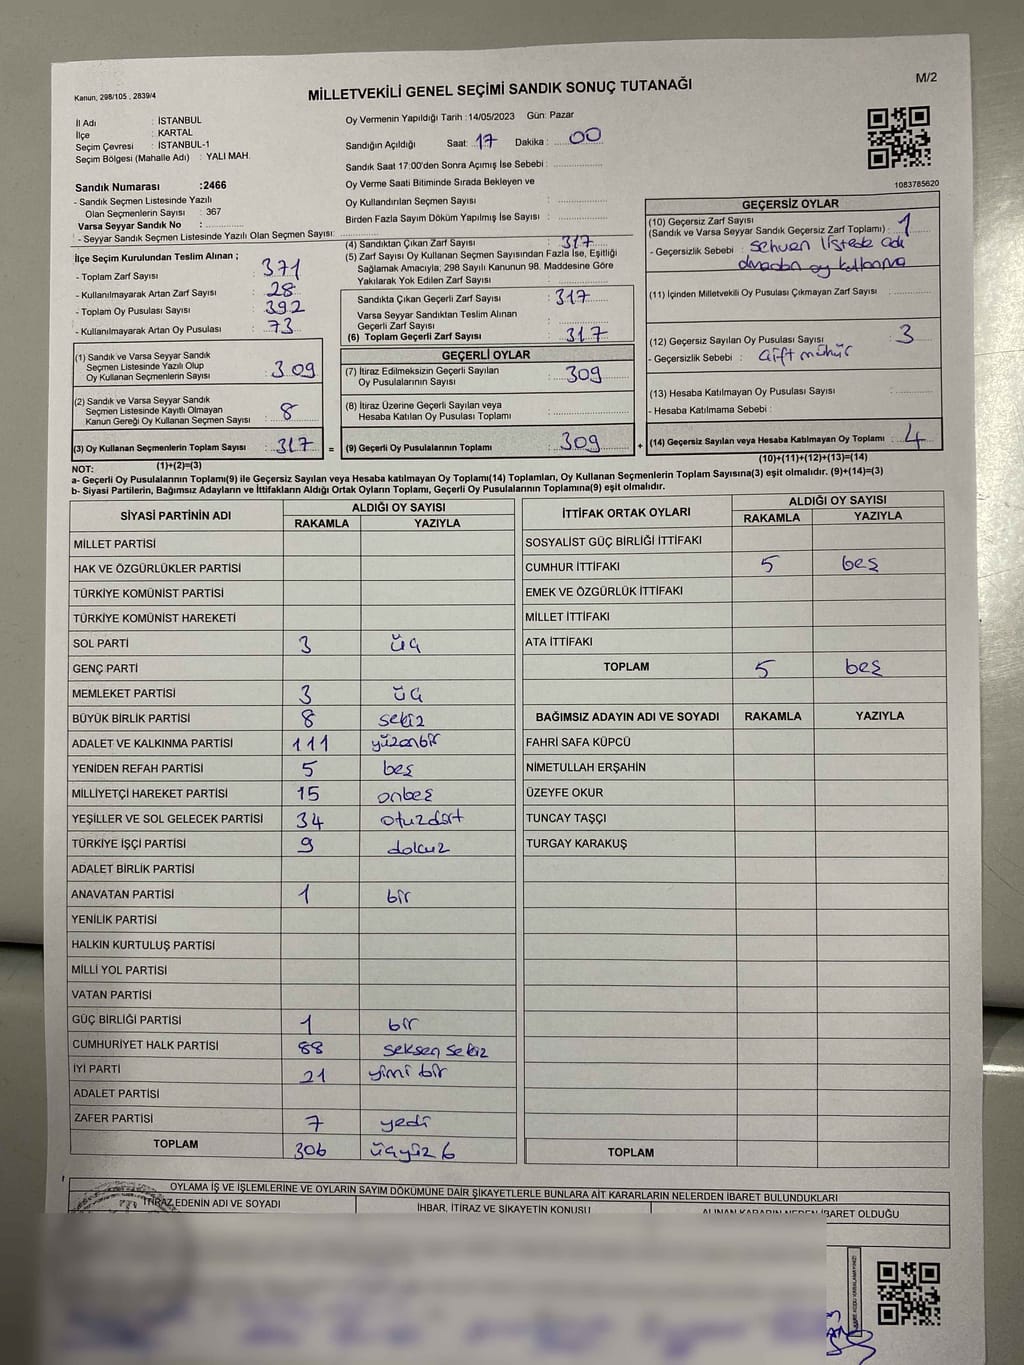 Kanun, 298/105 , 2839/4
MİLLETVEKİLİ GENEL SEÇİMİ SANDIK SONUÇ TUTANAĞI
M/2
İl Adı : İSTANBUL
İlçe : KARTAL
Seçim Çevresi : İSTANBUL-1
Seçim Bölgesi (Mahalle Adı) : YALI MAH.
Sandık Numarası :2466
- Sandık Seçmen Listesinde Yazılı
Olan Seçmenlerin Sayısı : 367
Varsa Seyyar Sandık No :
- Seyyar Sandık Seçmen Listesinde Yazılı Olan Seçmen Sayısı:
Oy Vermenin Yapıldığı Tarih :14/05/2023 Gün: Pazar
Sandığın Açıldığı Saat: 17 Dakika : 00
Sandık Saat 17:00'den Sonra Açımış İse Sebebi :
Oy Verme Saati Bitiminde Sırada Bekleyen ve
Oy Kullandırılan Seçmen Sayısı :
Birden Fazla Sayım Döküm Yapılmış İse Sayısı :
1083785620
İlçe Seçim Kurulundan Teslim Alınan ;
- Toplam Zarf Sayısı : 371
- Kullanılmayarak Artan Zarf Sayısı : 28
- Toplam Oy Pusulası Sayısı : 392
- Kullanılmayarak Artan Oy Pusulası : 73
(1) Sandık ve Varsa Seyyar Sandık
Seçmen Listesinde Yazılı Olup
Oy Kullanan Seçmenlerin Sayısı : 309
(2) Sandık ve Varsa Seyyar Sandık
Seçmen Listesinde Kayıtlı Olmayan
Kanun Gereği Oy Kullanan Seçmen Sayısı : 8
(3) Oy Kullanan Seçmenlerin Toplam Sayısı : 317 =
(1)+(2)=(3)
(4) Sandıktan Çıkan Zarf Sayısı : 317
(5) Zarf Sayısı Oy Kullanan Seçmen Sayısından Fazla İse, Eşitliği
Sağlamak Amacıyla, 298 Sayılı Kanunun 98. Maddesine Göre
Yakılarak Yok Edilen Zarf Sayısı :
Sandıkta Çıkan Geçerli Zarf Sayısı : 317
Varsa Seyyar Sandıktan Teslim Alınan
Geçerli Zarf Sayısı :
(6) Toplam Geçerli Zarf Sayısı : 317
GEÇERLİ OYLAR
(7) İtiraz Edilmeksizin Geçerli Sayılan
Oy Pusulalarının Sayısı : 309
(8) İtiraz Üzerine Geçerli Sayılan veya
Hesaba Katılan Oy Pusulası Toplamı :
(9) Geçerli Oy Pusulalarının Toplamı : 309 +
GEÇERSİZ OYLAR
(10) Geçersiz Zarf Sayısı
(Sandık ve Varsa Seyyar Sandık Geçersiz Zarf Toplamı) : 1
- Geçersizlik Sebebi : sehven listede adı
olmadan oy kullanma
(11) İçinden Milletvekili Oy Pusulası Çıkmayan Zarf Sayısı :
(12) Geçersiz Sayılan Oy Pusulası Sayısı : 3
- Geçersizlik Sebebi : Çift mühür
(13) Hesaba Katılmayan Oy Pusulası Sayısı :
- Hesaba Katılmama Sebebi :
(14) Geçersiz Sayılan veya Hesaba Katılmayan Oy Toplamı : 4
(10)+(11)+(12)+(13)=(14)
NOT:
a- Geçerli Oy Pusulalarının Toplamı(9) ile Geçersiz Sayılan veya Hesaba katılmayan Oy Toplamı(14) Toplamları, Oy Kullanan Seçmenlerin Toplam Sayısına(3) eşit olmalıdır. (9)+(14)=(3)
b- Siyasi Partilerin, Bağımsız Adayların ve İttifakların Aldığı Ortak Oyların Toplamı, Geçerli Oy Pusulalarının Toplamına(9) eşit olmalıdır.
SİYASİ PARTİNİN ADI ALDIĞI OY SAYISI
RAKAMLA YAZIYLA
MİLLET PARTİSİ
HAK VE ÖZGÜRLÜKLER PARTİSİ
TÜRKİYE KOMÜNİST PARTİSİ
TÜRKİYE KOMÜNİST HAREKETİ
SOL PARTİ 3 üç
GENÇ PARTİ
MEMLEKET PARTİSİ 3 üç
BÜYÜK BİRLİK PARTİSİ 8 sekiz
ADALET VE KALKINMA PARTİSİ 111 yüzonbir
YENİDEN REFAH PARTİSİ 5 beş
MİLLİYETÇİ HAREKET PARTİSİ 15 onbeş
YEŞİLLER VE SOL GELECEK PARTİSİ 34 otuzdört
TÜRKİYE İŞÇİ PARTİSİ 9 dokuz
ADALET BİRLİK PARTİSİ
ANAVATAN PARTİSİ 1 bir
YENİLİK PARTİSİ
HALKIN KURTULUŞ PARTİSİ
MİLLİ YOL PARTİSİ
VATAN PARTİSİ
GÜÇ BİRLİĞİ PARTİSİ 1 bir
CUMHURİYET HALK PARTİSİ 88 seksen sekiz
İYİ PARTİ 21 yimi bir
ADALET PARTİSİ
ZAFER PARTİSİ 7 yedi
TOPLAM 306 üçyüz 6
İTTİFAK ORTAK OYLARI ALDIĞI OY SAYISI
RAKAMLA YAZIYLA
SOSYALİST GÜÇ BİRLİĞİ İTTİFAKI
CUMHUR İTTİFAKI 5 beş
EMEK VE ÖZGÜRLÜK İTTİFAKI
MİLLET İTTİFAKI
ATA İTTİFAKI
TOPLAM 5 beş
BAĞIMSIZ ADAYIN ADI VE SOYADI RAKAMLA YAZIYLA
FAHRİ SAFA KÜPCÜ
NİMETULLAH ERŞAHİN
ÜZEYFE OKUR
TUNCAY TAŞÇI
TURGAY KARAKUŞ
TOPLAM
OYLAMA İŞ VE İŞLEMLERİNE VE OYLARIN SAYIM DÖKÜMÜNE DAİR ŞİKAYETLERLE BUNLARA AİT KARARLARIN NELERDEN İBARET BULUNDUKLARI
İTİRAZ EDENİN ADI VE SOYADI İHBAR, İTİRAZ VE ŞİKAYETİN KONUSU ALINAN KARARIN NEDEN İBARET OLDUĞU